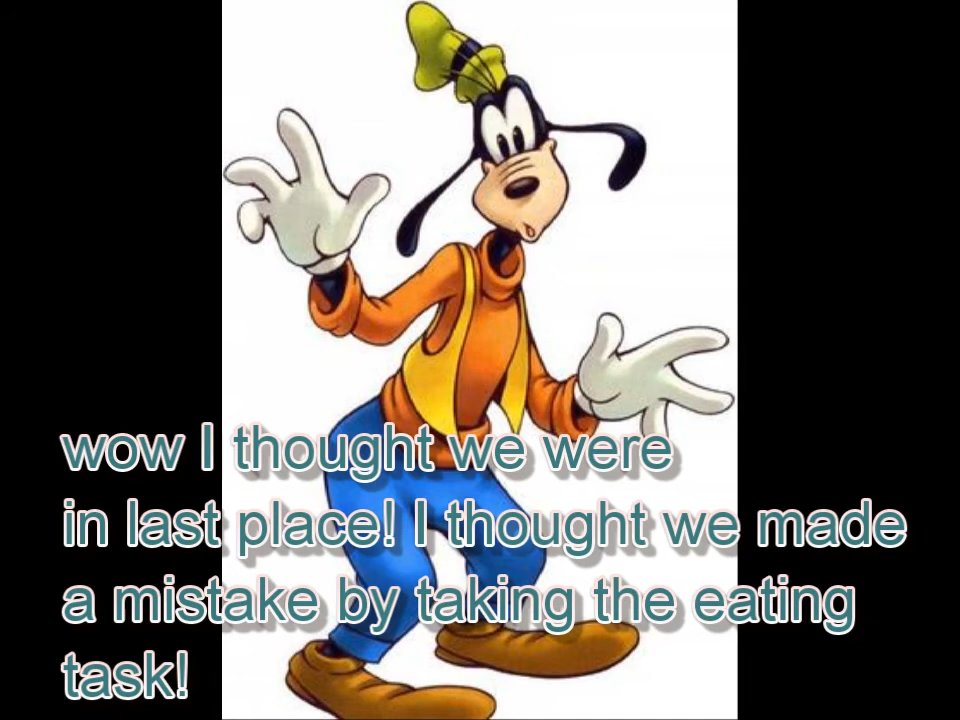 wow I thought we were
in last place! I thought we made
a mistake by taking the eating
task!